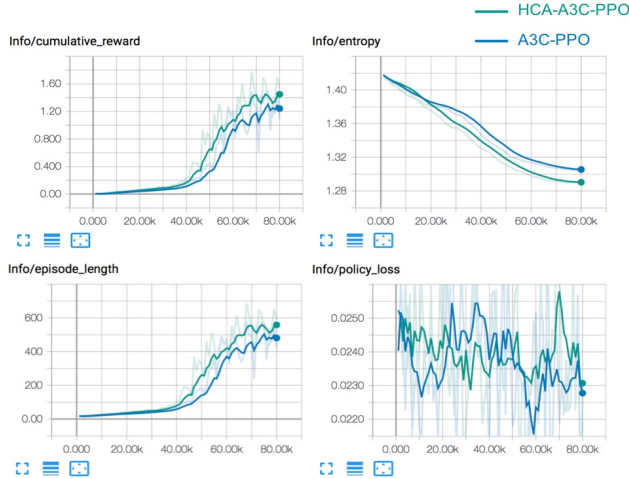 HCA-A3C-PPO
A3C-PPO
Info/cumulative_reward
1.60
1.20
0.800
0.400
0.00
0.000 20.00k 40.00k 60.00k 80.00k
Info/entropy
1.40
1.36
1.32
1.28
0.000 20.00k 40.00k 60.00k 80.00k
Info/episode_length
600
400
200
0.00
0.000 20.00k 40.00k 60.00k 80.00k
Info/policy_loss
0.0250
0.0240
0.0230
0.0220
0.000 20.00k 40.00k 60.00k 80.00k